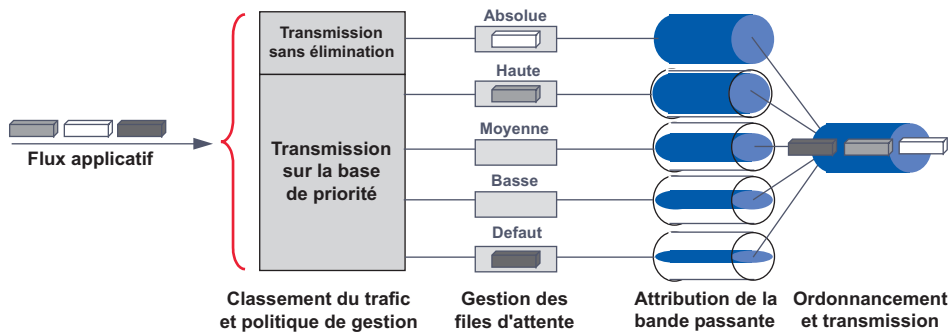 Flux applicatif
Transmission
sans élimination
Transmission
sur la base
de priorité
Absolue
Haute
Moyenne
Basse
Defaut
Classement du trafic
et politique de gestion
Gestion des
files d'attente
Attribution de la
bande passante
Ordonnancement
et transmission